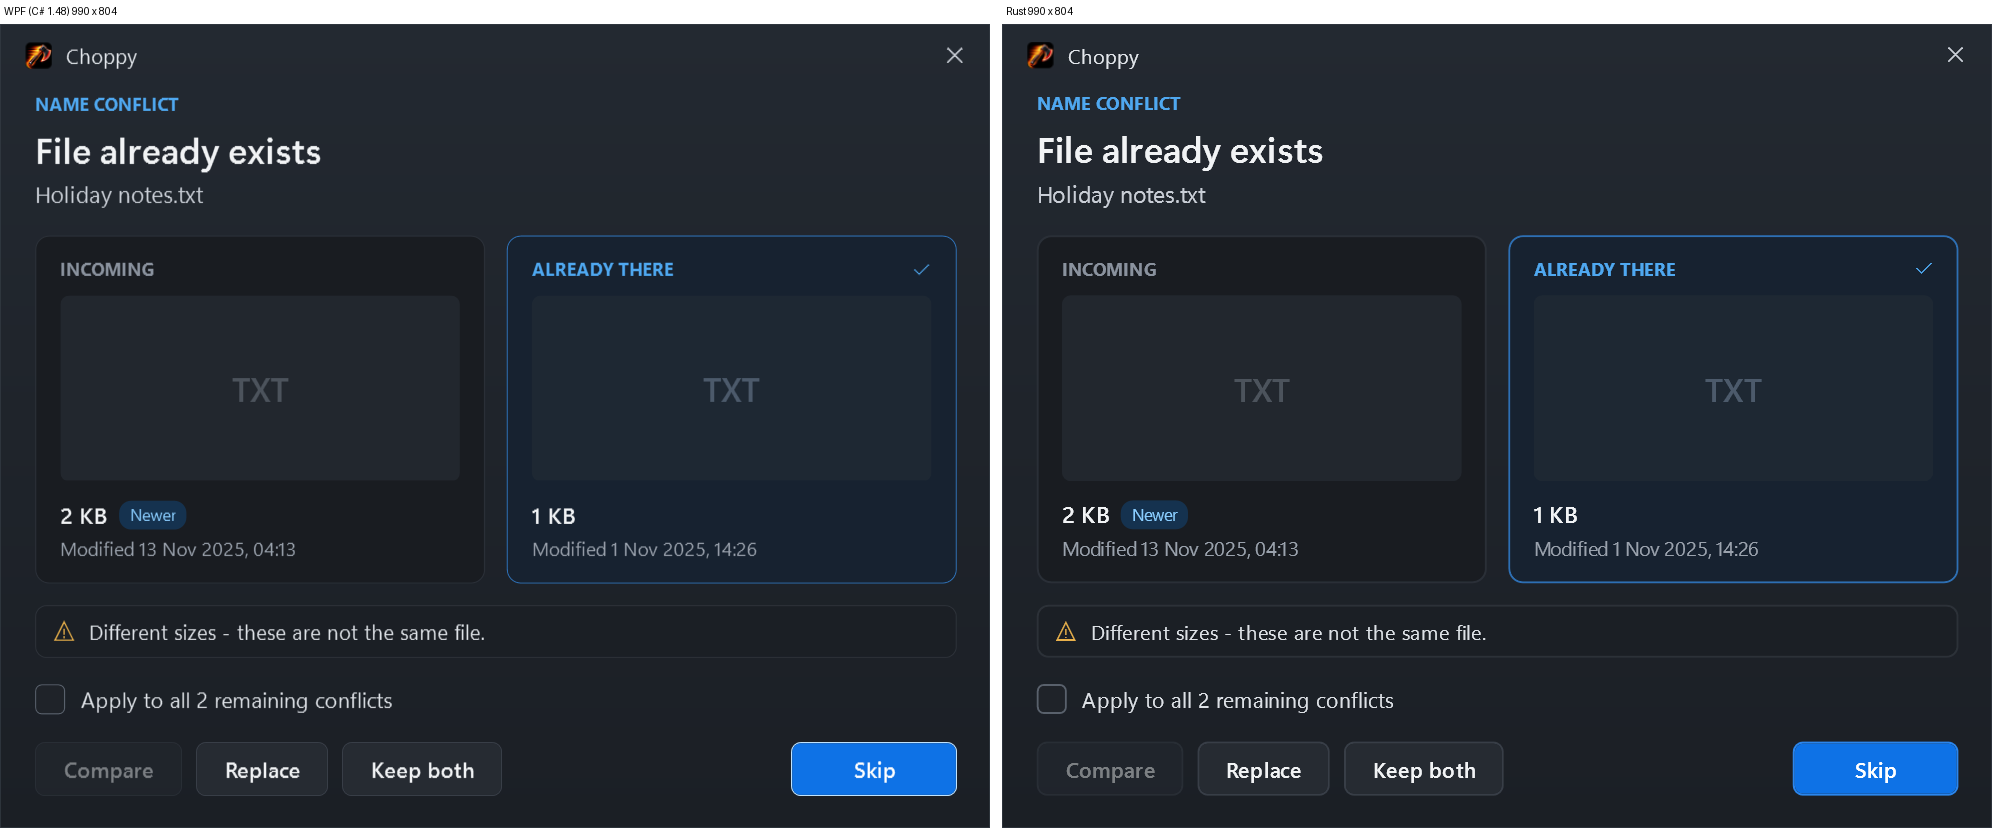 WPF (C# 1.48) 990 x 804
Choppy
NAME CONFLICT
File already exists
Holiday notes.txt
INCOMING
TXT
2 KB Newer
Modified 13 Nov 2025, 04:13
ALREADY THERE
TXT
1 KB
Modified 1 Nov 2025, 14:26
Different sizes - these are not the same file.
Apply to all 2 remaining conflicts
Compare Replace Keep both Skip
Rust 990 x 804
Choppy
NAME CONFLICT
File already exists
Holiday notes.txt
INCOMING
TXT
2 KB Newer
Modified 13 Nov 2025, 04:13
ALREADY THERE
TXT
1 KB
Modified 1 Nov 2025, 14:26
Different sizes - these are not the same file.
Apply to all 2 remaining conflicts
Compare Replace Keep both Skip